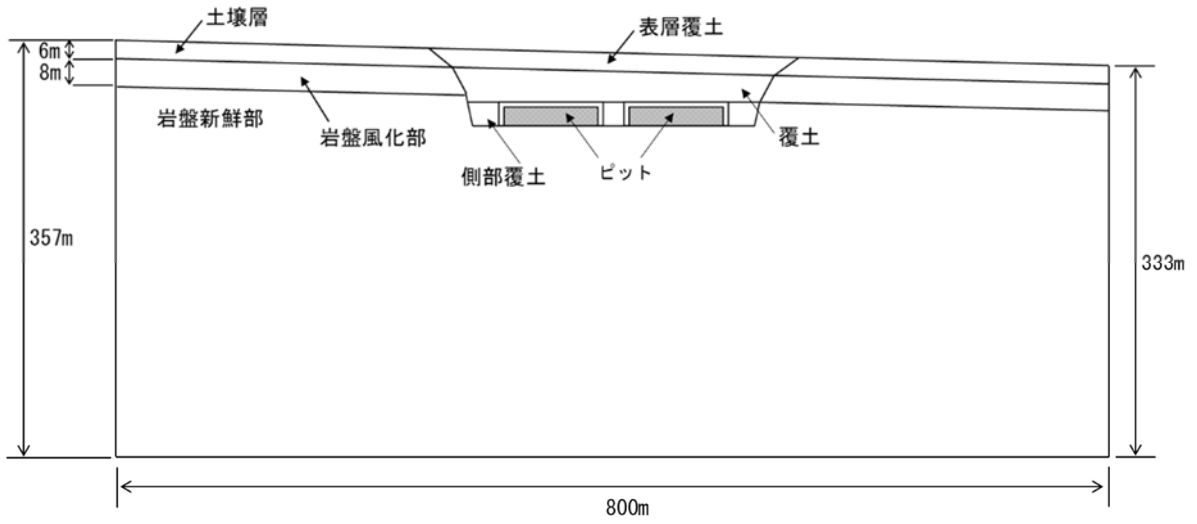 土壌層
表層覆土
6m
8m
岩盤新鮮部
岩盤風化部
側部覆土
ピット
覆土
357m
333m
800m